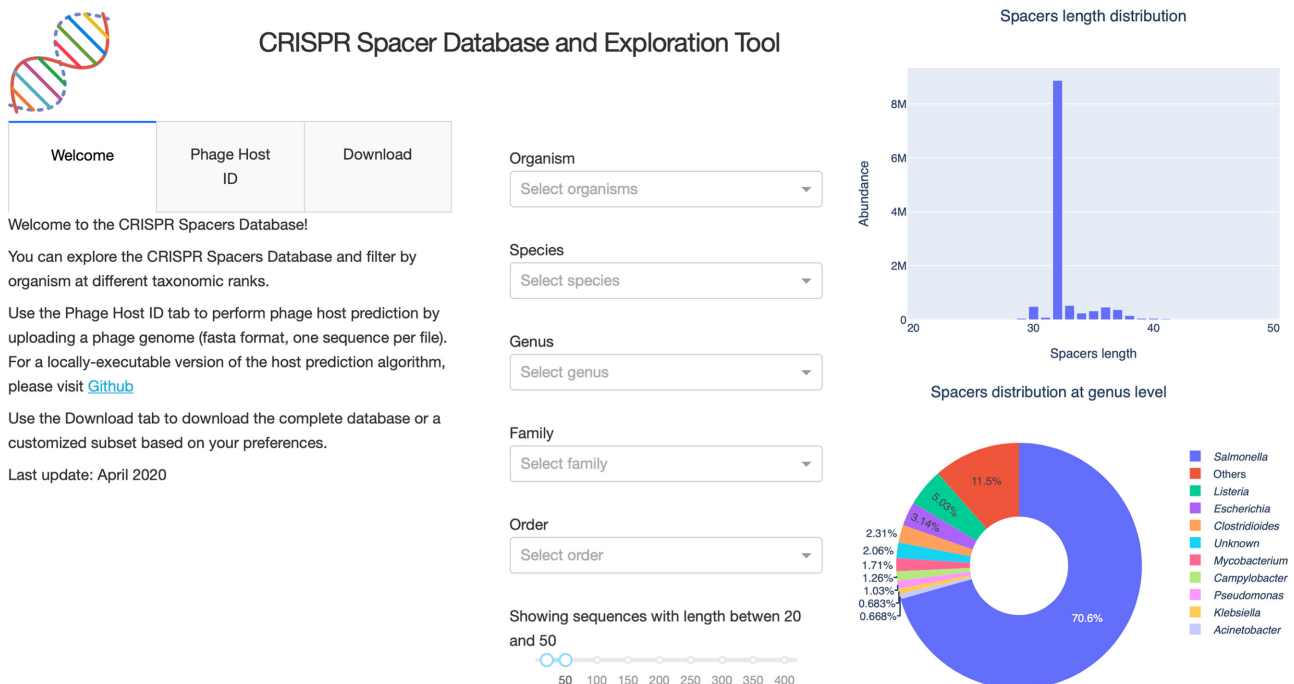 CRISPR Spacer Database and Exploration Tool
Welcome
Phage Host
ID
Download
Welcome to the CRISPR Spacers Database!
You can explore the CRISPR Spacers Database and filter by
organism at different taxonomic ranks.
Use the Phage Host ID tab to perform phage host prediction by
uploading a phage genome (fasta format, one sequence per file).
For a locally-executable version of the host prediction algorithm,
please visit Github
Use the Download tab to download the complete database or a
customized subset based on your preferences.
Last update: April 2020
Organism
Select organisms
Species
Select species
Genus
Select genus
Family
Select family
Order
Select order
Showing sequences with length betwen 20
and 50
50 100 150 200 250 300 350 400
Spacers length distribution
Abundance
8M
6M
4M
2M
0
20 30 40 50
Spacers length
Spacers distribution at genus level
11.5%
5.03%
3.14%
2.31%
2.06%
1.71%
1.26%
1.03%
0.683%
0.668%
70.6%
Salmonella
Others
Listeria
Escherichia
Clostridioides
Unknown
Mycobacterium
Campylobacter
Pseudomonas
Klebsiella
Acinetobacter